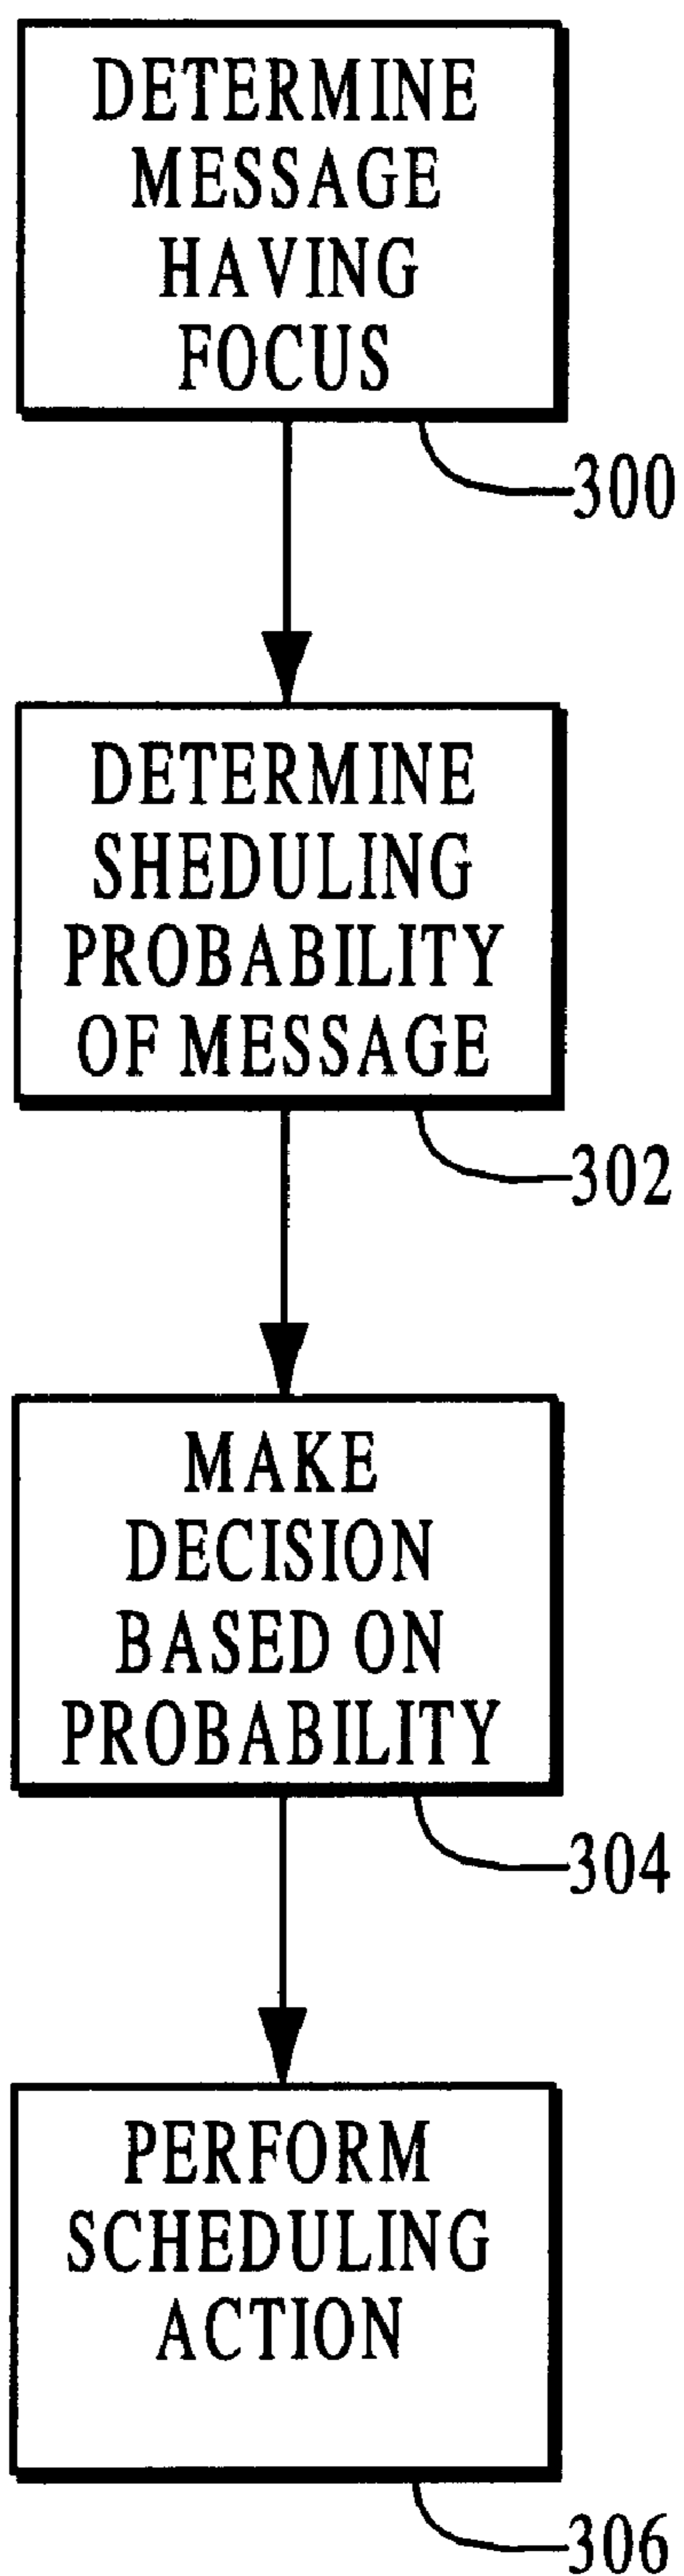 DETERMINE
MESSAGE
HAVING
FOCUS
300
DETERMINE
SHEDULING
PROBABILITY
OF MESSAGE
302
MAKE
DECISION
BASED ON
PROBABILITY
304
PERFORM
SCHEDULING
ACTION
306